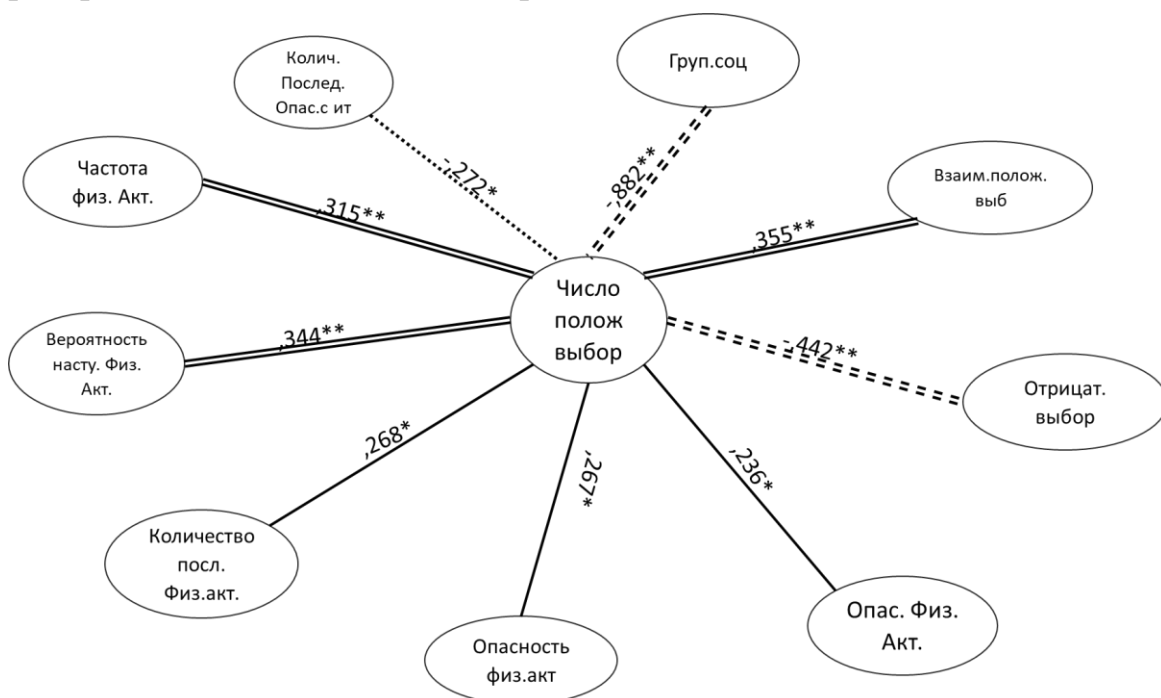 Колич.
Послед.
Опас.с ит
Груп.соц
Частота
физ. Акт.
Взаим.полож.
выб
-,272*
-,882**
,315**
,355**
Число
полож
выбор
Вероятность
насту. Физ.
Акт.
,344**
-,442**
Отрицат.
выбор
,268*
,267*
,236*
Количество
посл.
Физ.акт.
Опасность
физ.акт
Опас. Физ.
Акт.